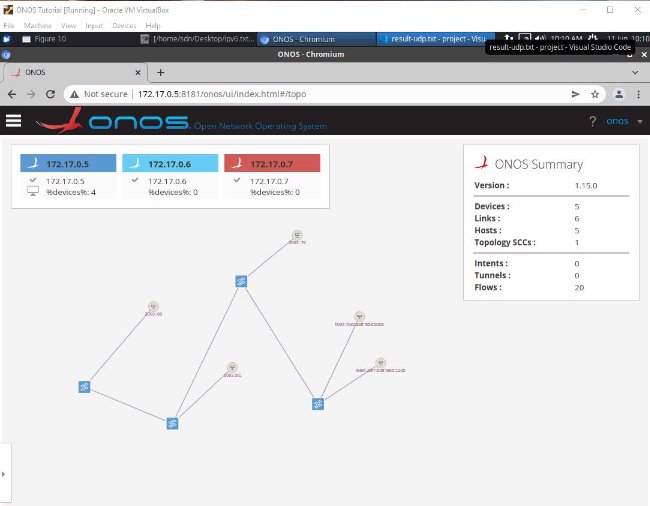 ONOS Tutorial [Running] - Oracle VM VirtualBox
File Machine View Input Devices Help
Figure 10
[/home/sdn/Desktop/ipv6.txt...
ONOS - Chromium
result-udp.txt - project - Visu...
10:10 AM
11 Jun, 10:10
result-udp.txt - project - Visual Studio Code
ONOS - Chromium
ONOS
Not secure | 172.17.0.5:8181/onos/ui/index.html#/topo
onos Open Network Operating System
? onos
172.17.0.5
172.17.0.5
%devices%: 4
172.17.0.6
172.17.0.6
%devices%: 0
172.17.0.7
172.17.0.7
%devices%: 0
ONOS Summary
Version : 1.15.0
Devices : 5
Links : 6
Hosts : 5
Topology SCCs : 1
Intents : 0
Tunnels : 0
Flows : 20